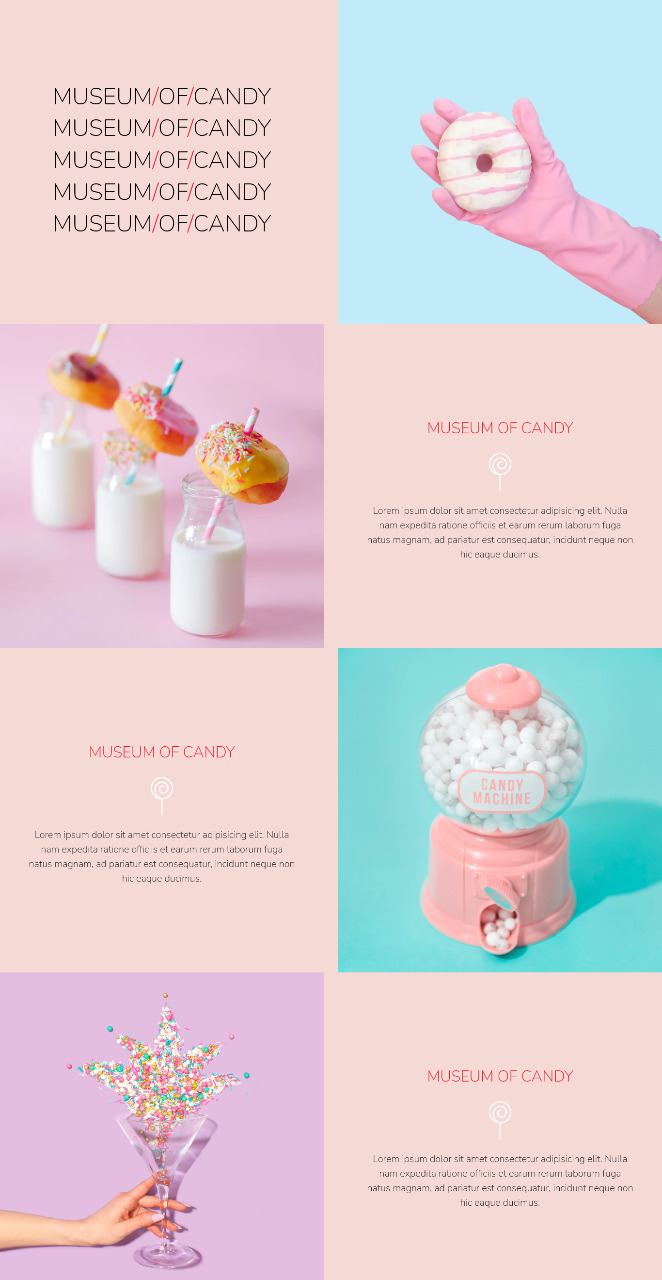 MUSEUM/OF/CANDY
MUSEUM/OF/CANDY
MUSEUM/OF/CANDY
MUSEUM/OF/CANDY
MUSEUM/OF/CANDY
MUSEUM OF CANDY
Lorem ipsum dolor sit amet consectetur adipisicing elit. Nulla
nam expedita ratione officiis et earum rerum laborum fuga
natus magnam, ad pariatur est consequatur, incidunt neque non
hic eaque ducimus.
MUSEUM OF CANDY
Lorem ipsum dolor sit amet consectetur adipisicing elit. Nulla
nam expedita ratione officiis et earum rerum laborum fuga
natus magnam, ad pariatur est consequatur, incidunt neque non
hic eaque ducimus.
CANDY
MACHINE
MUSEUM OF CANDY
Lorem ipsum dolor sit amet consectetur adipisicing elit. Nulla
nam expedita ratione officiis et earum rerum laborum fuga
natus magnam, ad pariatur est consequatur, incidunt neque non
hic eaque ducimus.